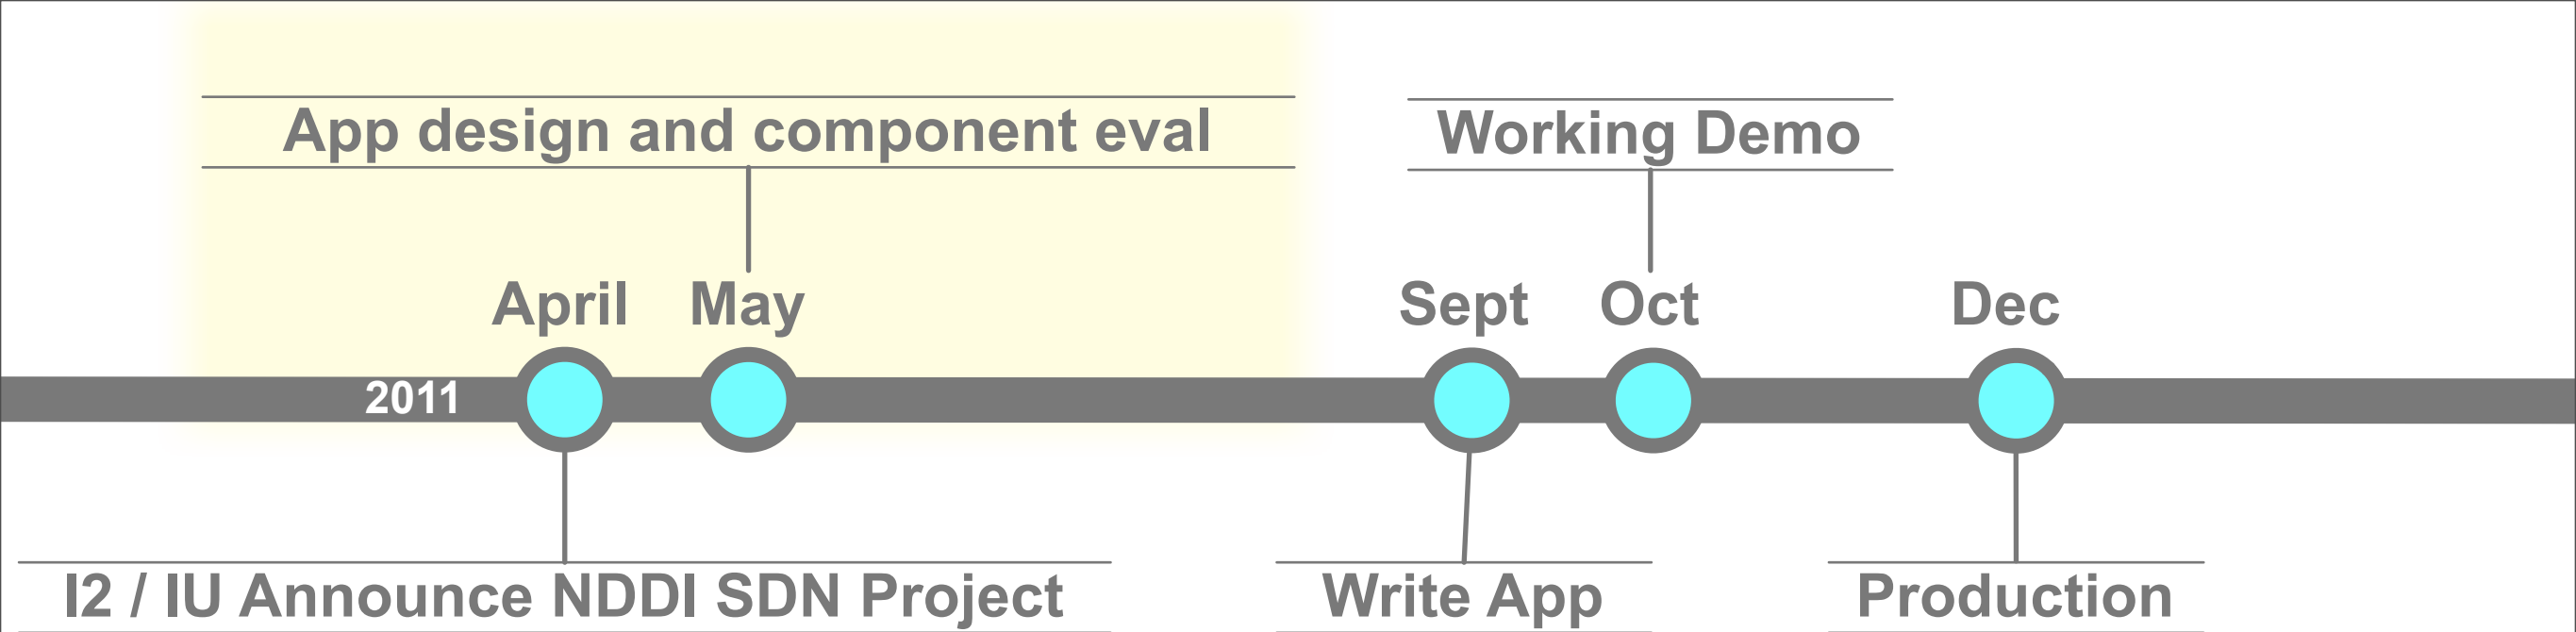 App design and component eval
Working Demo
April
May
Sept
Oct
Dec
2011
I2 / IU Announce NDDI SDN Project
Write App
Production